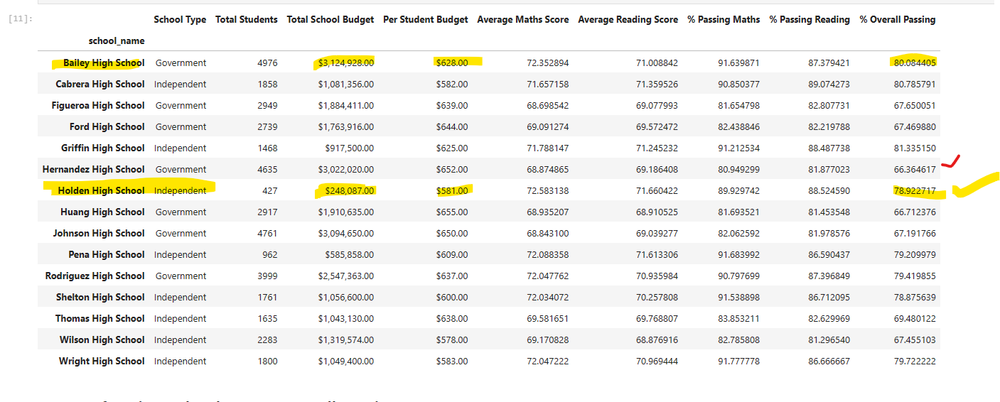 [11]:
School Type Total Students Total School Budget Per Student Budget Average Maths Score Average Reading Score % Passing Maths % Passing Reading % Overall Passing
school_name
Bailey High School Government 4976 $3,124,928.00 $628.00 72.352894 71.008842 91.639871 87.379421 80.084405
Cabrera High School Independent 1858 $1,081,356.00 $582.00 71.657158 71.359526 90.850377 89.074273 80.785791
Figueroa High School Government 2949 $1,884,411.00 $639.00 68.698542 69.077993 81.654798 82.807731 67.650051
Ford High School Government 2739 $1,763,916.00 $644.00 69.091274 69.572472 82.438846 82.219788 67.469880
Griffin High School Independent 1468 $917,500.00 $625.00 71.788147 71.245232 91.212534 88.487738 81.335150
Hernandez High School Government 4635 $3,022,020.00 $652.00 68.874865 69.186408 80.949299 81.877023 66.364617
Holden High School Independent 427 $248,087.00 $581.00 72.583138 71.660422 89.929742 88.524590 78.922717
Huang High School Government 2917 $1,910,635.00 $655.00 68.935207 68.910525 81.693521 81.453548 66.712376
Johnson High School Government 4761 $3,094,650.00 $650.00 68.843100 69.039277 82.062592 81.978576 67.191766
Pena High School Independent 962 $585,858.00 $609.00 72.088358 71.613306 91.683992 86.590437 79.209979
Rodriguez High School Government 3999 $2,547,363.00 $637.00 72.047762 70.935984 90.797699 87.396849 79.419855
Shelton High School Independent 1761 $1,056,600.00 $600.00 72.034072 70.257808 91.538898 86.712095 78.875639
Thomas High School Independent 1635 $1,043,130.00 $638.00 69.581651 69.768807 83.853211 82.629969 69.480122
Wilson High School Independent 2283 $1,319,574.00 $578.00 69.170828 68.876916 82.785808 81.296540 67.455103
Wright High School Independent 1800 $1,049,400.00 $583.00 72.047222 70.969444 91.777778 86.666667 79.722222